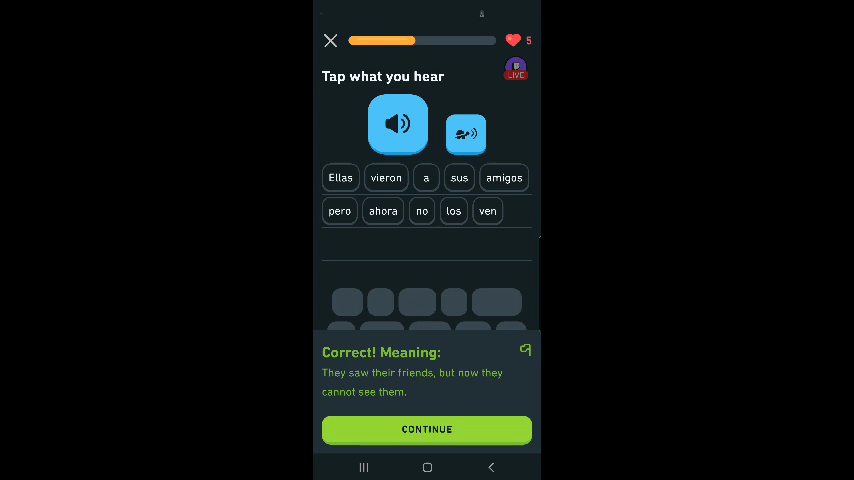 5
Tap what you hear
LIVE
Ellas vieron a sus amigos
pero ahora no los ven
Correct! Meaning:
They saw their friends, but now they
cannot see them.
CONTINUE